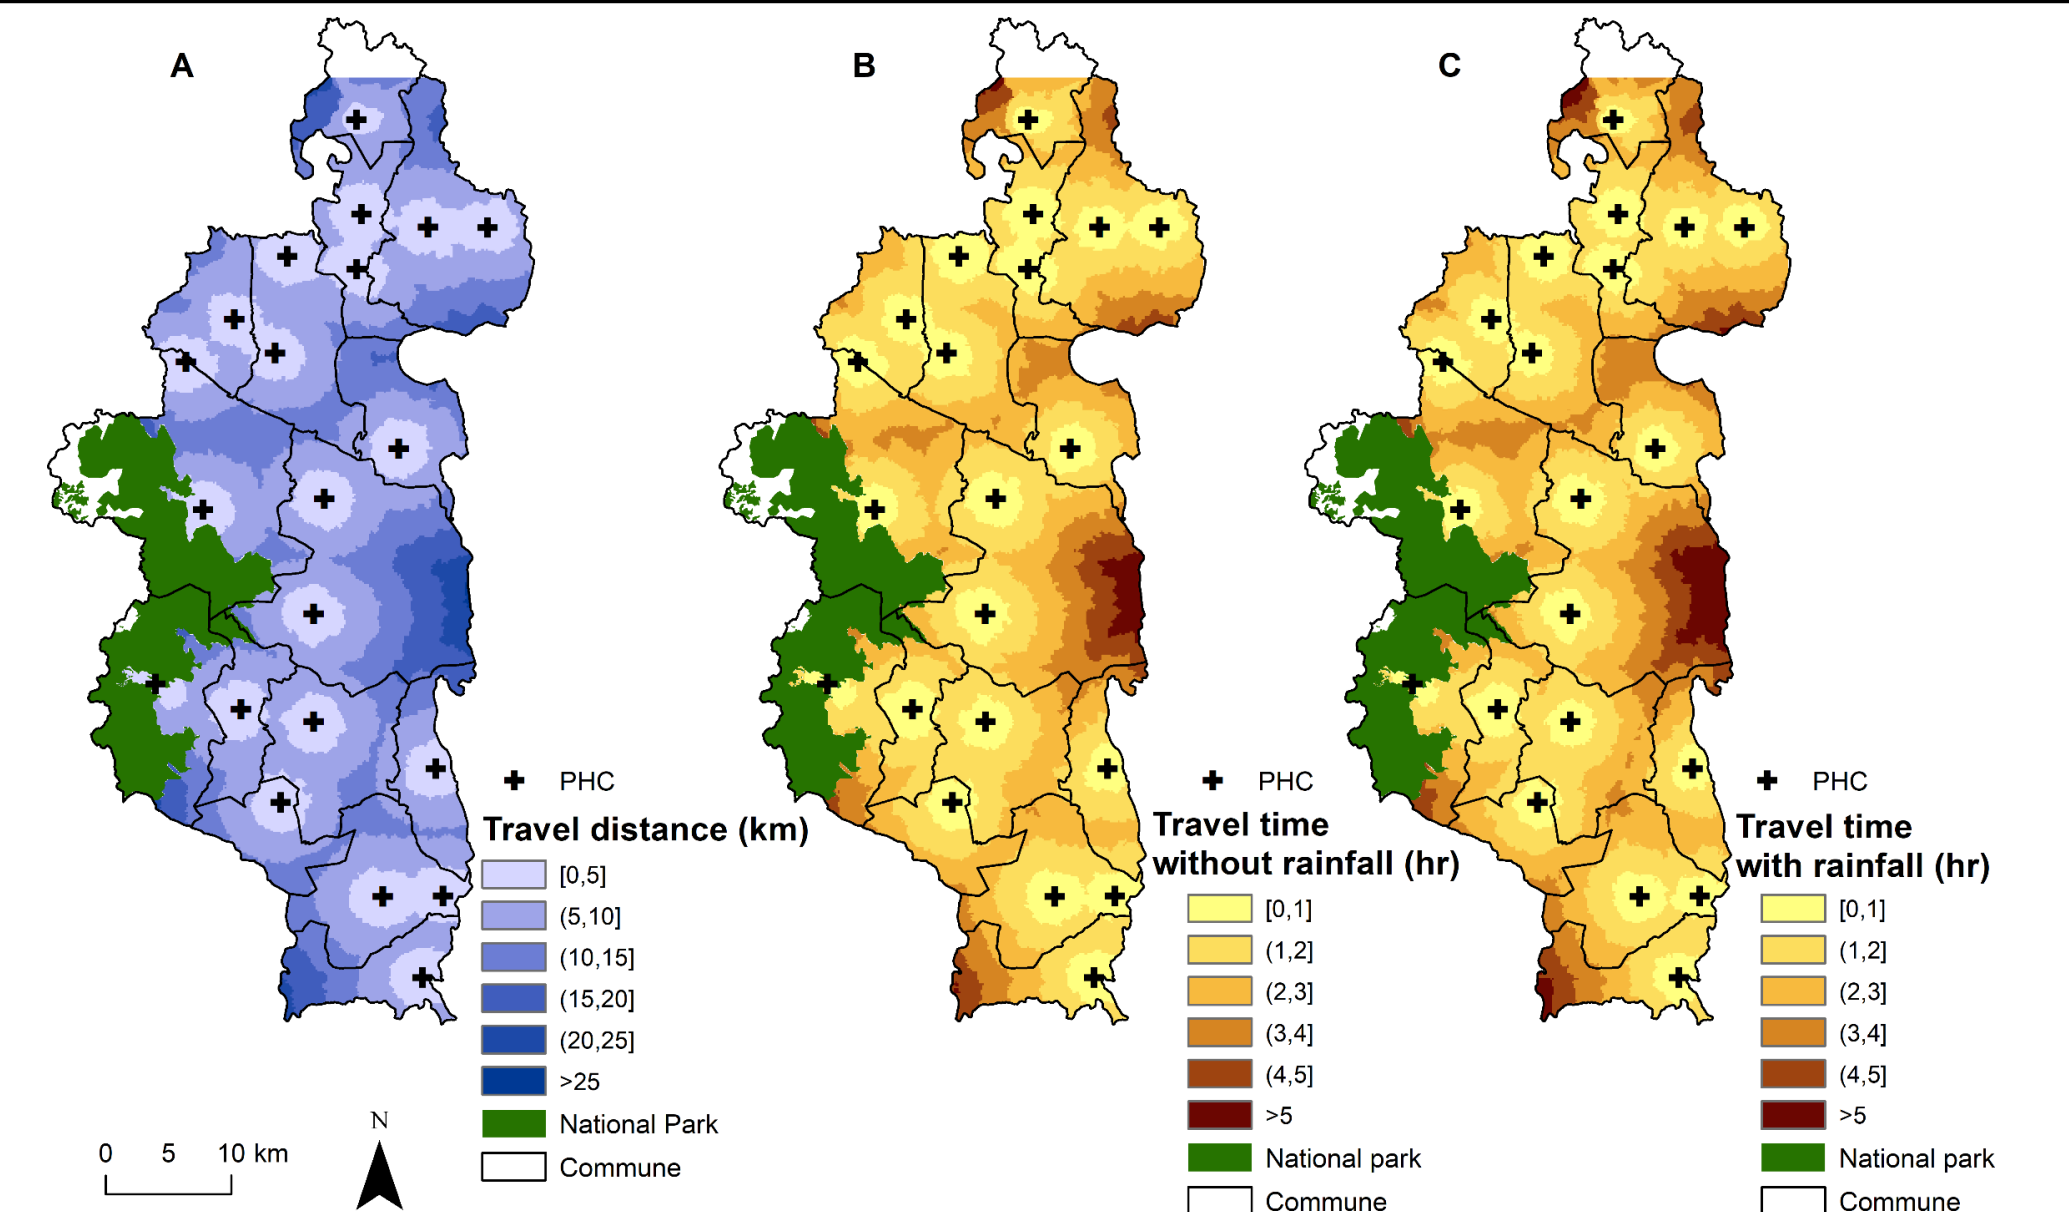 A
B
C
PHC
Travel distance (km)
[0,5]
(5,10]
(10,15]
(15,20]
(20,25]
>25
National Park
Commune
0 5 10 km
N
PHC
Travel time
without rainfall (hr)
[0,1]
(1,2]
(2,3]
(3,4]
(4,5]
>5
National park
Commune
PHC
Travel time
with rainfall (hr)
[0,1]
(1,2]
(2,3]
(3,4]
(4,5]
>5
National park
Commune